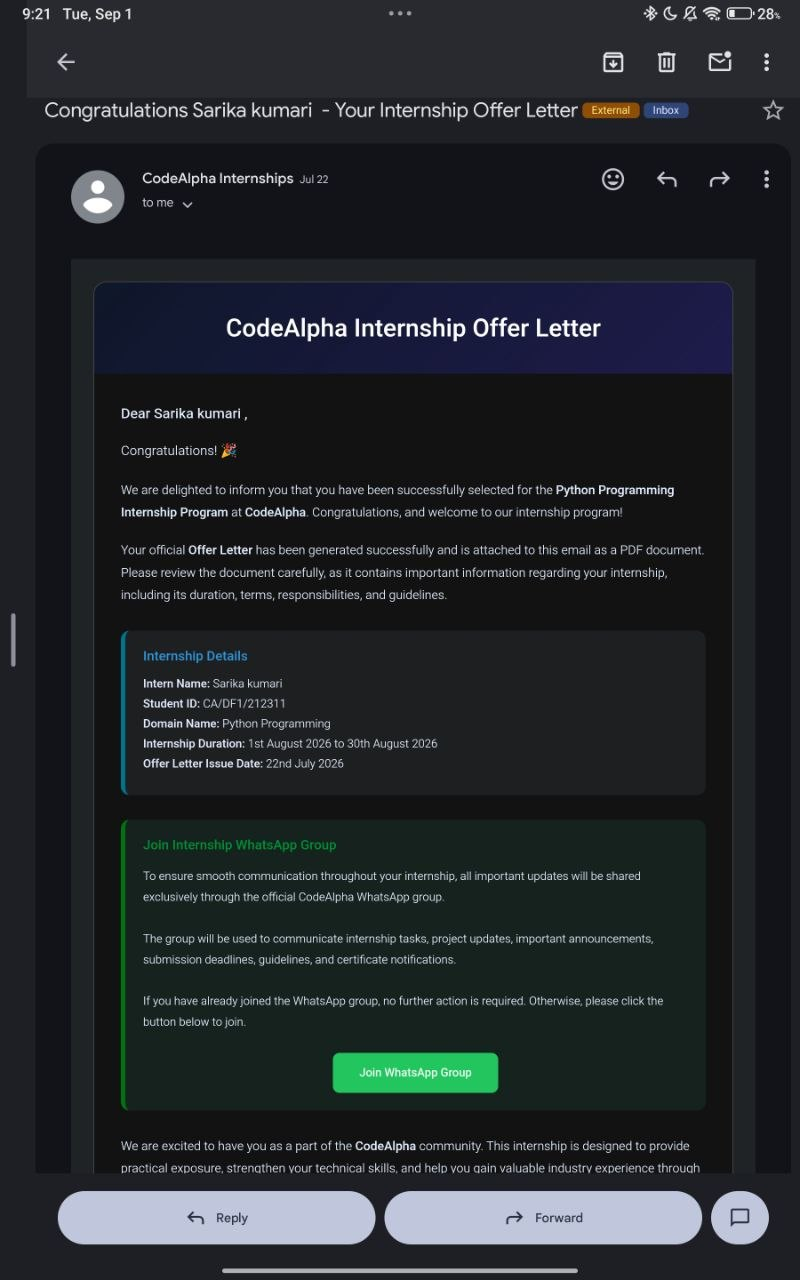 9:21 Tue, Sep 1
28%
Congratulations Sarika kumari - Your Internship Offer Letter External Inbox
CodeAlpha Internships Jul 22
to me
CodeAlpha Internship Offer Letter
Dear Sarika kumari ,
Congratulations! 🎉
We are delighted to inform you that you have been successfully selected for the Python Programming
Internship Program at CodeAlpha. Congratulations, and welcome to our internship program!
Your official Offer Letter has been generated successfully and is attached to this email as a PDF document.
Please review the document carefully, as it contains important information regarding your internship,
including its duration, terms, responsibilities, and guidelines.
Internship Details
Intern Name: Sarika kumari
Student ID: CA/DF1/212311
Domain Name: Python Programming
Internship Duration: 1st August 2026 to 30th August 2026
Offer Letter Issue Date: 22nd July 2026
Join Internship WhatsApp Group
To ensure smooth communication throughout your internship, all important updates will be shared
exclusively through the official CodeAlpha WhatsApp group.
The group will be used to communicate internship tasks, project updates, important announcements,
submission deadlines, guidelines, and certificate notifications.
If you have already joined the WhatsApp group, no further action is required. Otherwise, please click the
button below to join.
Join WhatsApp Group
We are excited to have you as a part of the CodeAlpha community. This internship is designed to provide
practical exposure, strengthen your technical skills, and help you gain valuable industry experience through
Reply
Forward